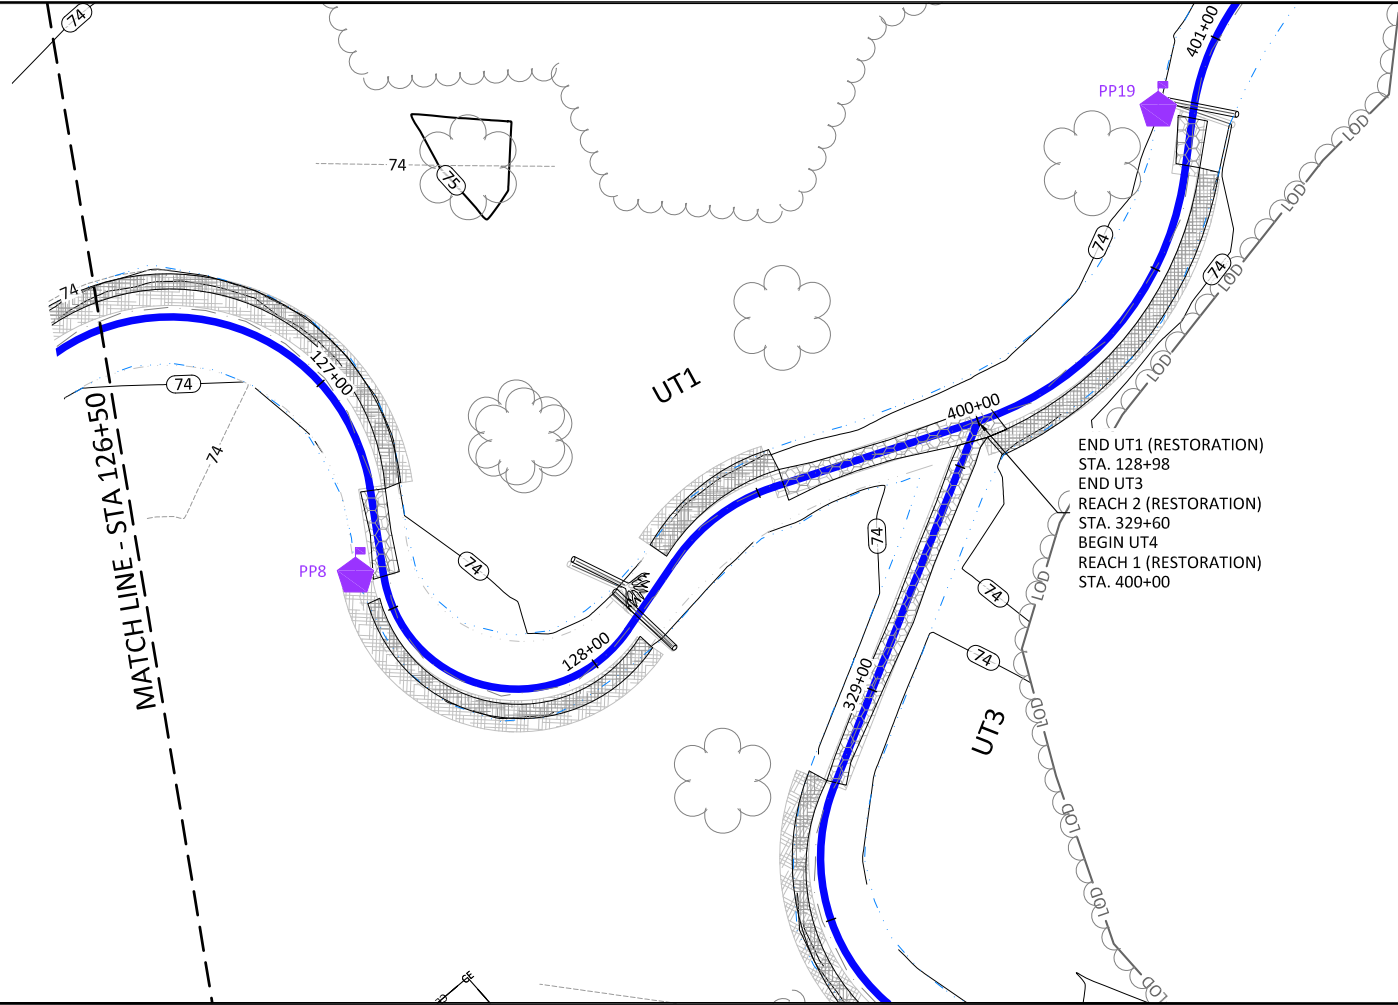 74
401+00
PP19
LOD
74
75
LOD
74
74
LOD
74
127+00
LOD
74
UT1
400+00
MATCH LINE - STA 126+50
74
END UT1 (RESTORATION)
STA. 128+98
END UT3
REACH 2 (RESTORATION)
STA. 329+60
BEGIN UT4
REACH 1 (RESTORATION)
STA. 400+00
74
74
PP8
LOD
74
128+00
74
329+00
LOD
UT3
LOD
LOD
6E
LOD